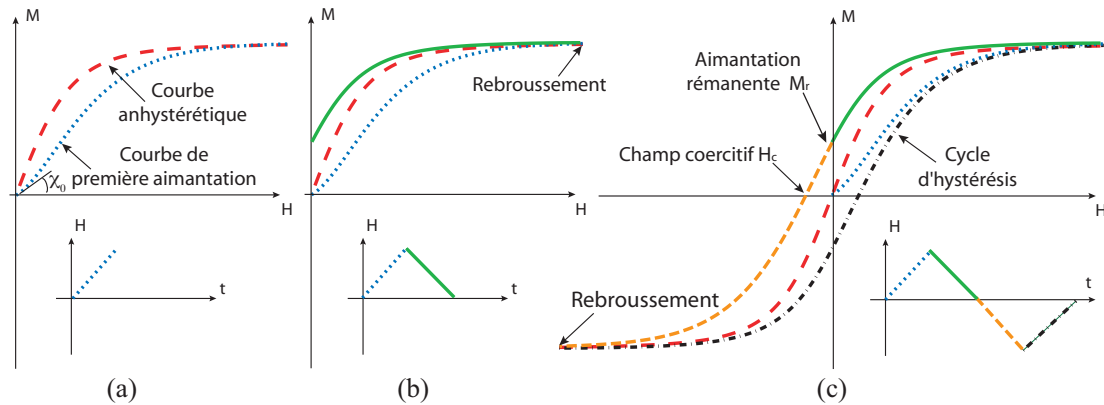 M
Courbe
anhystérétique
Courbe de
première aimantation
χ₀
H
H
t
(a)
M
Rebroussement
H
H
t
(b)
M
Aimantation
rémanente Mr
Champ coercitif Hc
Cycle
d'hystérésis
H
H
t
Rebroussement
(c)